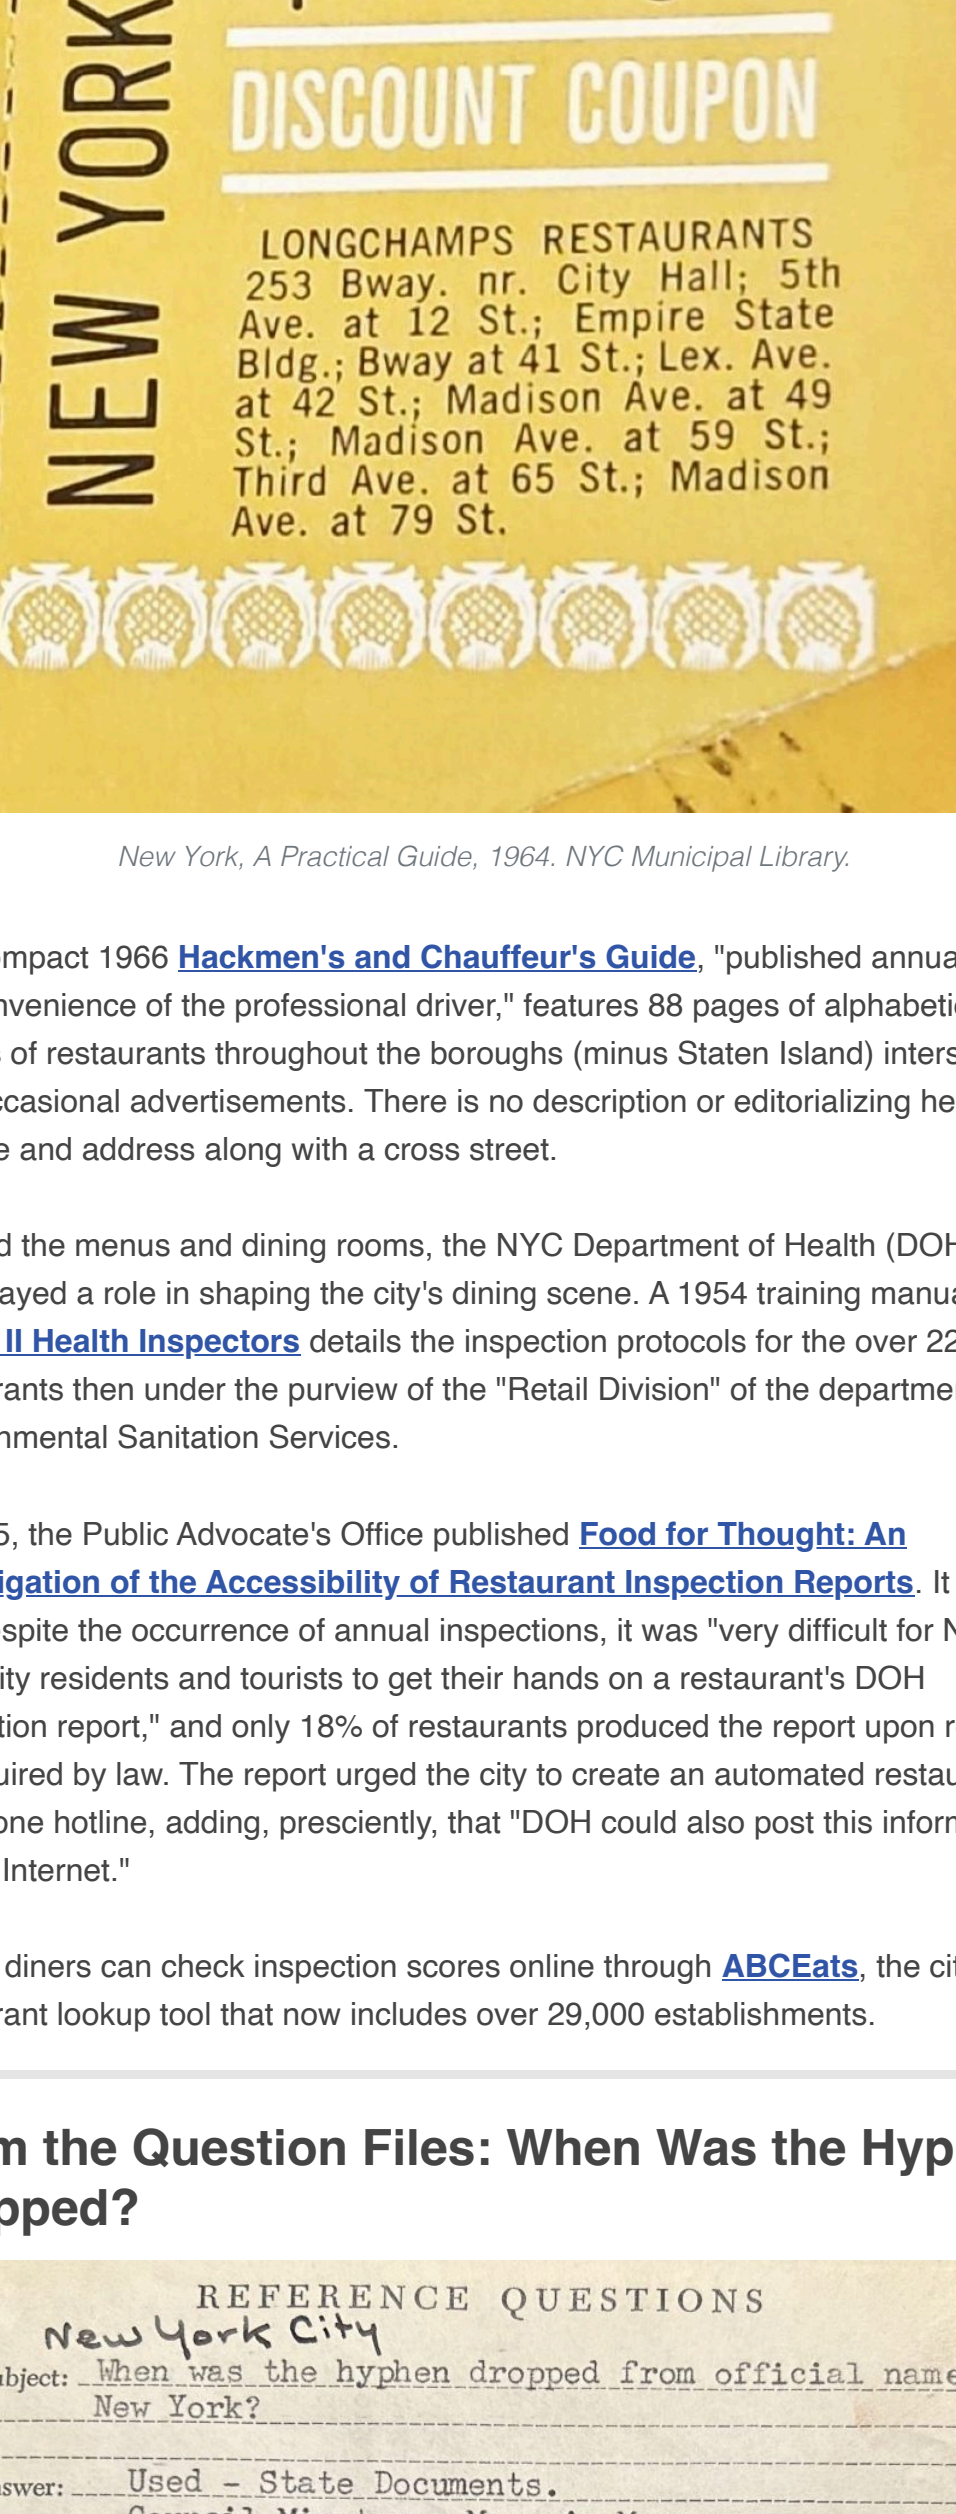 NEW YORK
DISCOUNT COUPON
LONGCHAMPS RESTAURANTS
253 Bway. nr. City Hall; 5th
Ave. at 12 St.; Empire State
Bldg.; Bway at 41 St.; Lex. Ave.
at 42 St.; Madison Ave. at 49
St.; Madison Ave. at 59 St.;
Third Ave. at 65 St.; Madison
Ave. at 79 St.
New York, A Practical Guide, 1964. NYC Municipal Library.
mpact 1966 Hackmen's and Chauffeur's Guide, "published annua
nvenience of the professional driver," features 88 pages of alphabeti
s of restaurants throughout the boroughs (minus Staten Island) inters
ccasional advertisements. There is no description or editorializing he
e and address along with a cross street.
d the menus and dining rooms, the NYC Department of Health (DOH
ayed a role in shaping the city's dining scene. A 1954 training manua
II Health Inspectors details the inspection protocols for the over 22
rants then under the purview of the "Retail Division" of the departme
nmental Sanitation Services.
5, the Public Advocate's Office published Food for Thought: An
igation of the Accessibility of Restaurant Inspection Reports. It
spite the occurrence of annual inspections, it was "very difficult for N
ity residents and tourists to get their hands on a restaurant's DOH
tion report," and only 18% of restaurants produced the report upon r
uired by law. The report urged the city to create an automated restau
one hotline, adding, presciently, that "DOH could also post this inform
Internet."
diners can check inspection scores online through ABCEats, the cit
rant lookup tool that now includes over 29,000 establishments.
m the Question Files: When Was the Hyp
pped?
REFERENCE QUESTIONS
New York City
bject: When was the hyphen dropped from official name
New York?
swer: Used - State Documents.